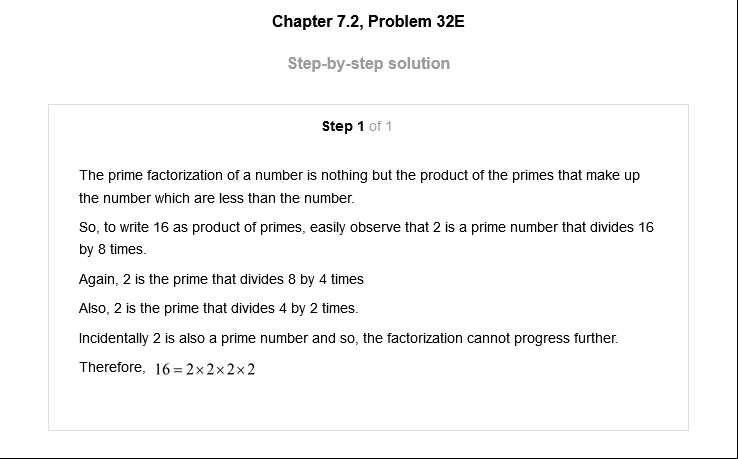 Chapter 7.2, Problem 32E
Step-by-step solution
Step 1 of 1
The prime factorization of a number is nothing but the product of the primes that make up
the number which are less than the number.
So, to write 16 as product of primes, easily observe that 2 is a prime number that divides 16
by 8 times.
Again, 2 is the prime that divides 8 by 4 times
Also, 2 is the prime that divides 4 by 2 times.
Incidentally 2 is also a prime number and so, the factorization cannot progress further.
Therefore, 16 = 2×2×2×2